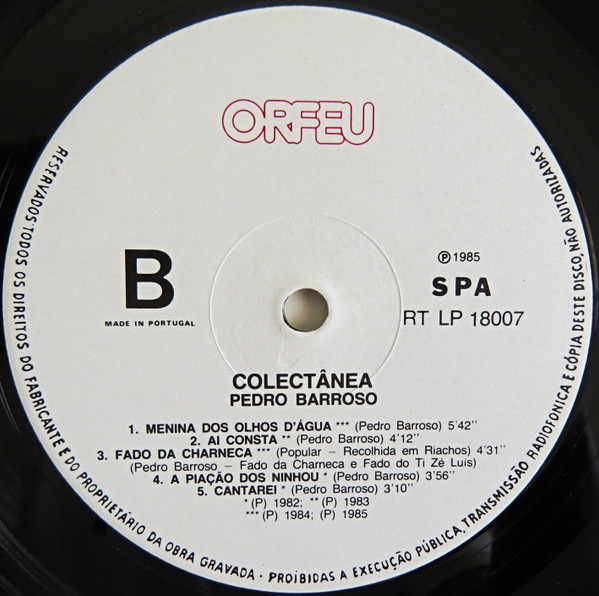 ORFEU
B
MADE IN PORTUGAL
Ⓟ 1985
SPA
RT LP 18007
COLECTÂNEA
PEDRO BARROSO
1. MENINA DOS OLHOS D'ÁGUA *** (Pedro Barroso) 5'42''
2. AI CONSTA ** (Pedro Barroso) 4'12''
3. FADO DA CHARNECA *** (Popular – Recolhida em Riachos) 4'31''
(Pedro Barroso – Fado da Charneca e Fado do Ti Zé Luís)
4. A PIAÇÃO DOS NINHOU * (Pedro Barroso) 3'56''
5. CANTAREI * (Pedro Barroso) 3'10''
* (P) 1982; ** (P) 1983
*** (P) 1984; (P) 1985
RESERVADOS TODOS OS DIREITOS DO FABRICANTE E DO PROPRIETÁRIO DA OBRA GRAVADA · PROÍBIDAS A EXECUÇÃO PÚBLICA, TRANSMISSÃO RADIOFONICA E CÓPIA DESTE DISCO, NÃO AUTORIZADAS